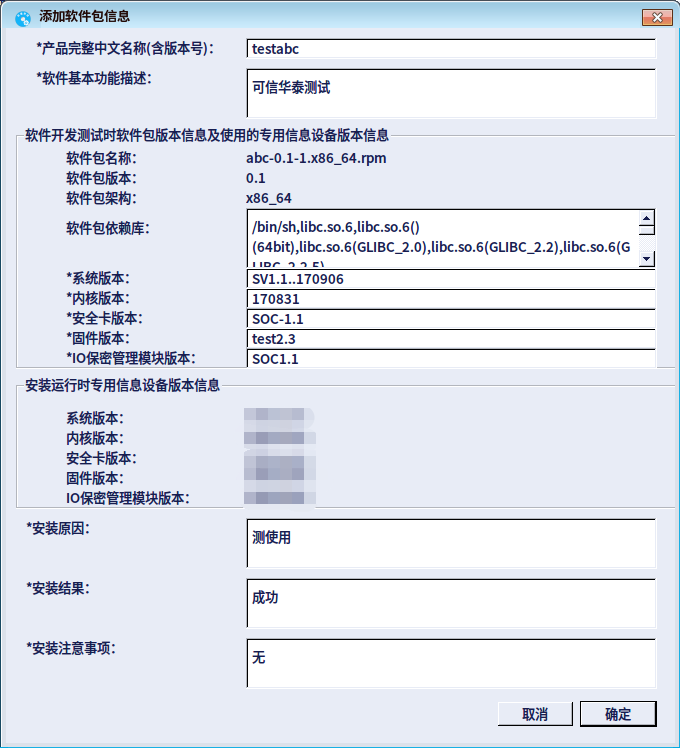 添加软件包信息
*产品完整中文名称(含版本号): testabc
*软件基本功能描述: 可信华泰测试
软件开发测试时软件包版本信息及使用的专用信息设备版本信息
软件包名称: abc-0.1-1.x86_64.rpm
软件包版本: 0.1
软件包架构: x86_64
软件包依赖库: /bin/sh,libc.so.6,libc.so.6()
(64bit),libc.so.6(GLIBC_2.0),libc.so.6(GLIBC_2.2),libc.so.6(G
LIBC_2.2.5)
*系统版本: SV1.1..170906
*内核版本: 170831
*安全卡版本: SOC-1.1
*固件版本: test2.3
*IO保密管理模块版本: SOC1.1
安装运行时专用信息设备版本信息
系统版本:
内核版本:
安全卡版本:
固件版本:
IO保密管理模块版本:
*安装原因: 测使用
*安装结果: 成功
*安装注意事项: 无
取消 确定